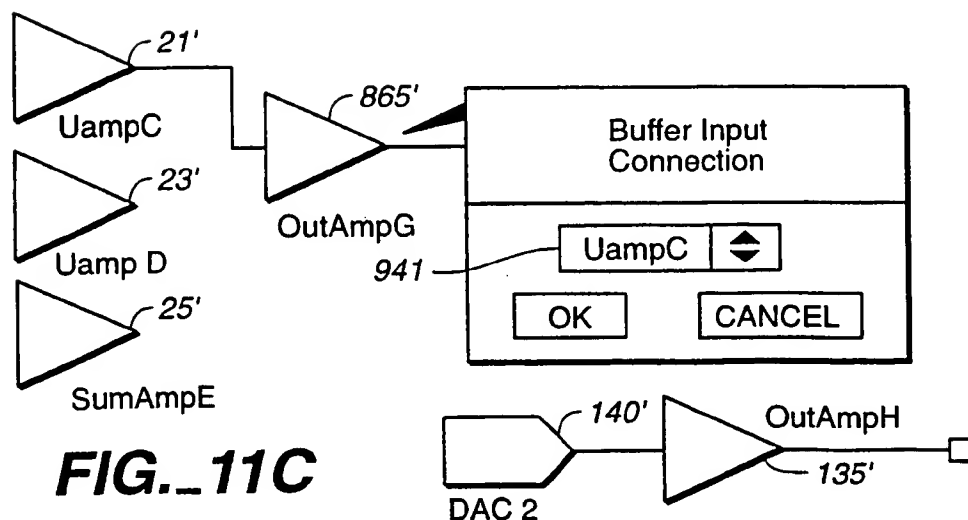 21'
UampC
865'
OutAmpG
Buffer Input
Connection
23'
Uamp D
941
UampC
OK
CANCEL
25'
SumAmpE
140'
DAC 2
OutAmpH
135'
FIG._11C